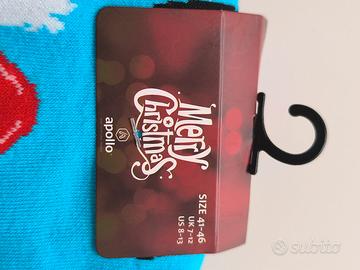 Merry
Christmas
apollo
SIZE 41-46
UK 7-12
US 8-13
subito